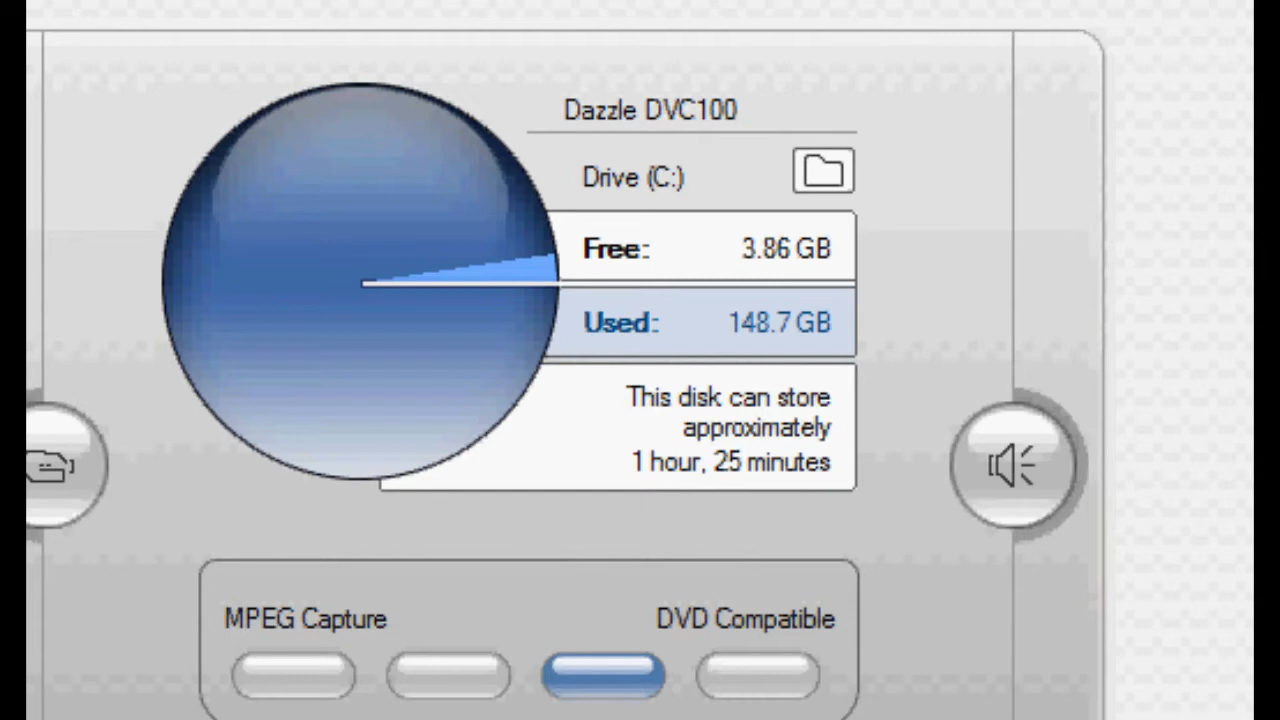 Dazzle DVC100
Drive (C:)
Free: 3.86 GB
Used: 148.7 GB
This disk can store
approximately
1 hour, 25 minutes
MPEG Capture DVD Compatible